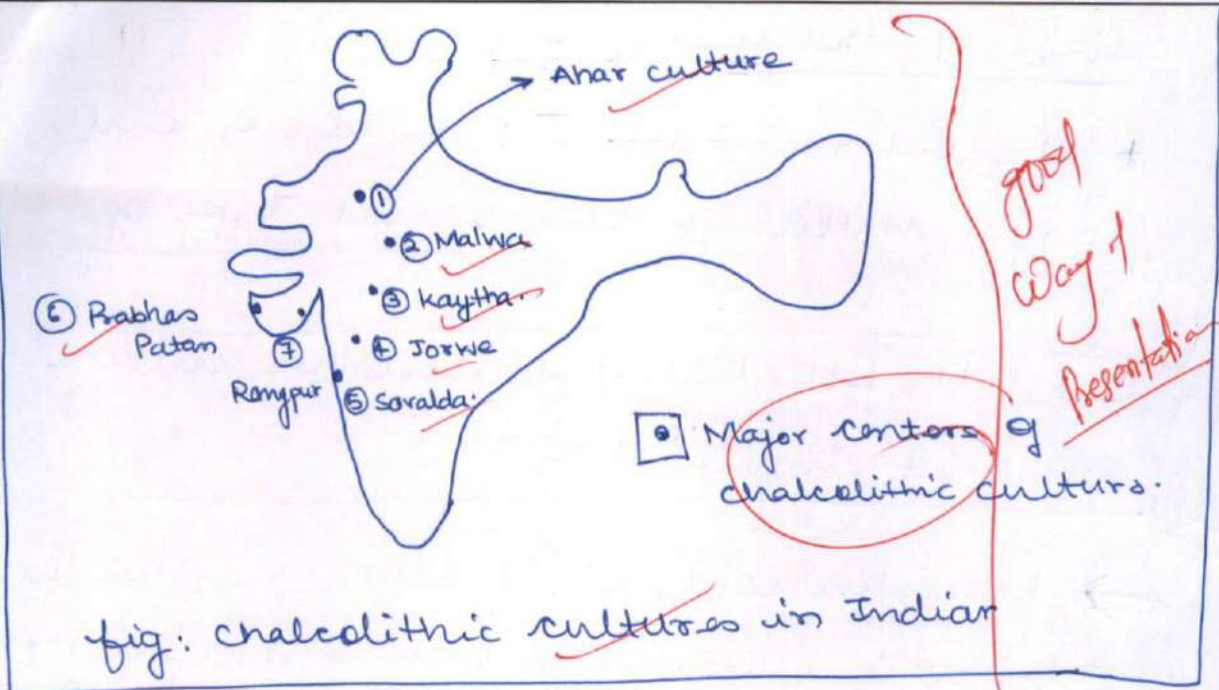 Ahar culture
① 
② Malwa
③ Kaytha.
④ Jorwe
⑤ Savalda.
⑥ Prabhas
Patan
⑦
Rangpur
Major centers of
chalcolithic culturs.
fig: chalcolithic cultures in Indian
good
way of
Presentation